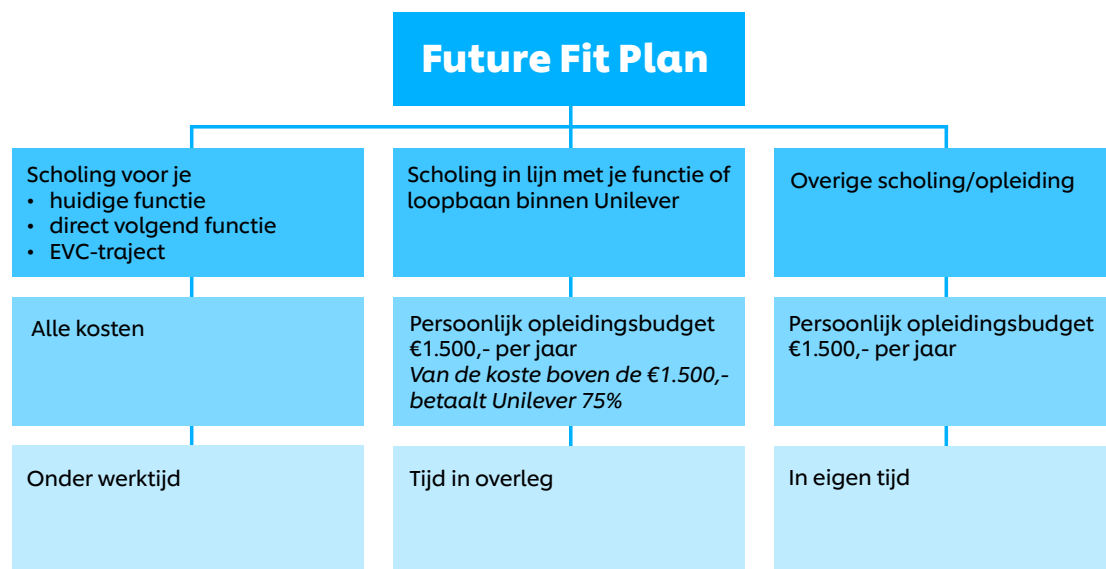 Future Fit Plan
Scholing voor je
• huidige functie
• direct volgend functie
• EVC-traject
Alle kosten
Onder werktijd
Scholing in lijn met je functie of
loopbaan binnen Unilever
Persoonlijk opleidingsbudget
€1.500,- per jaar
Van de koste boven de €1.500,-
betaalt Unilever 75%
Tijd in overleg
Overige scholing/opleiding
Persoonlijk opleidingsbudget
€1.500,- per jaar
In eigen tijd